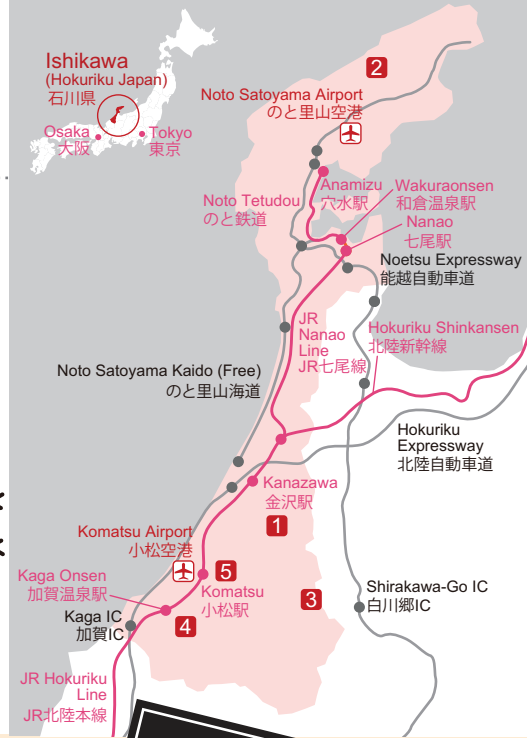 Ishikawa
(Hokuriku Japan)
石川県
Osaka
大阪
Tokyo
東京
2
Noto Satoyama Airport
のと里山空港
Anamizu
穴水駅
Wakuraonsen
和倉温泉駅
Noto Tetudou
のと鉄道
Nanao
七尾駅
Noetsu Expressway
能越自動車道
JR
Nanao
Line
JR七尾線
Hokuriku Shinkansen
北陸新幹線
Noto Satoyama Kaido (Free)
のと里山海道
Hokuriku
Expressway
北陸自動車道
Kanazawa
金沢駅
1
Komatsu Airport
小松空港
5
Komatsu
小松駅
Kaga Onsen
加賀温泉駅
3
Shirakawa-Go IC
白川郷IC
Kaga IC
加賀IC
4
JR Hokuriku
Line
JR北陸本線